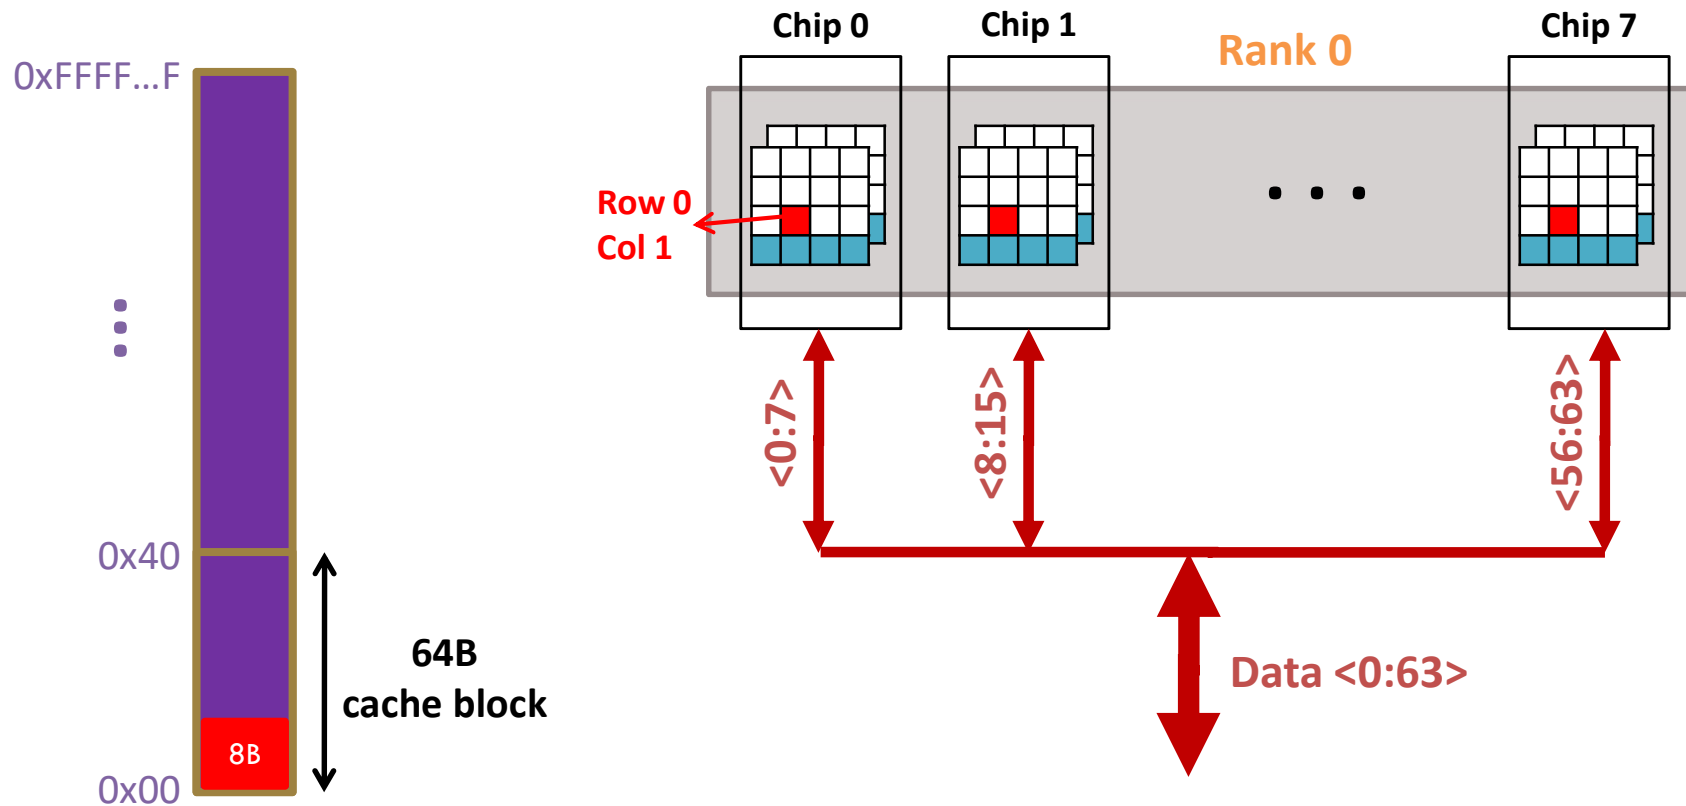 0xFFFF...F
0x40
64B
cache block
8B
0x00
Chip 0
Chip 1
Rank 0
Chip 7
Row 0
Col 1
. . .
<0:7>
<8:15>
<56:63>
Data <0:63>